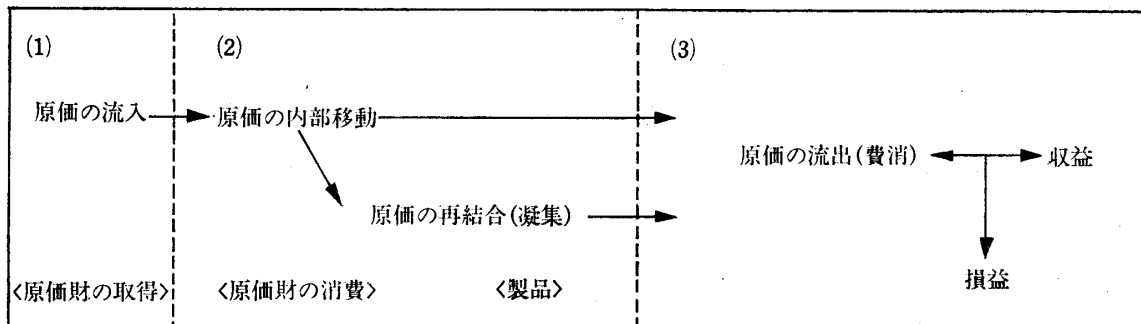 (1)
(2)
(3)
原価の流入
原価の内部移動
原価の流出(費消)
収益
原価の再結合(凝集)
損益
〈原価財の取得〉
〈原価財の消費〉
〈製品〉